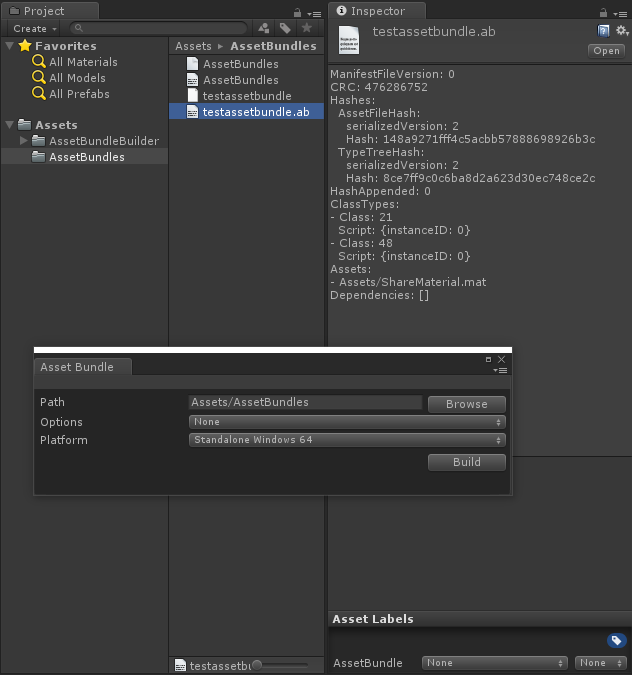 Project
Create
Favorites
All Materials
All Models
All Prefabs
Assets
AssetBundleBuilder
AssetBundles
Assets ▸ AssetBundles
AssetBundles
AssetBundles
testassetbundle
testassetbundle.ab
testassetbu
Inspector
testassetbundle.ab
Open
ManifestFileVersion: 0
CRC: 476286752
Hashes:
AssetFileHash:
serializedVersion: 2
Hash: 148a9271fff4c5acbb57888698926b3c
TypeTreeHash:
serializedVersion: 2
Hash: 8ce7ff9c0c6ba8d2a623d30ec748ce2c
HashAppended: 0
ClassTypes:
- Class: 21
Script: {instanceID: 0}
- Class: 48
Script: {instanceID: 0}
Assets:
- Assets/ShareMaterial.mat
Dependencies: []
Asset Bundle
Path Assets/AssetBundles Browse
Options None
Platform Standalone Windows 64
Build
Asset Labels
AssetBundle None None